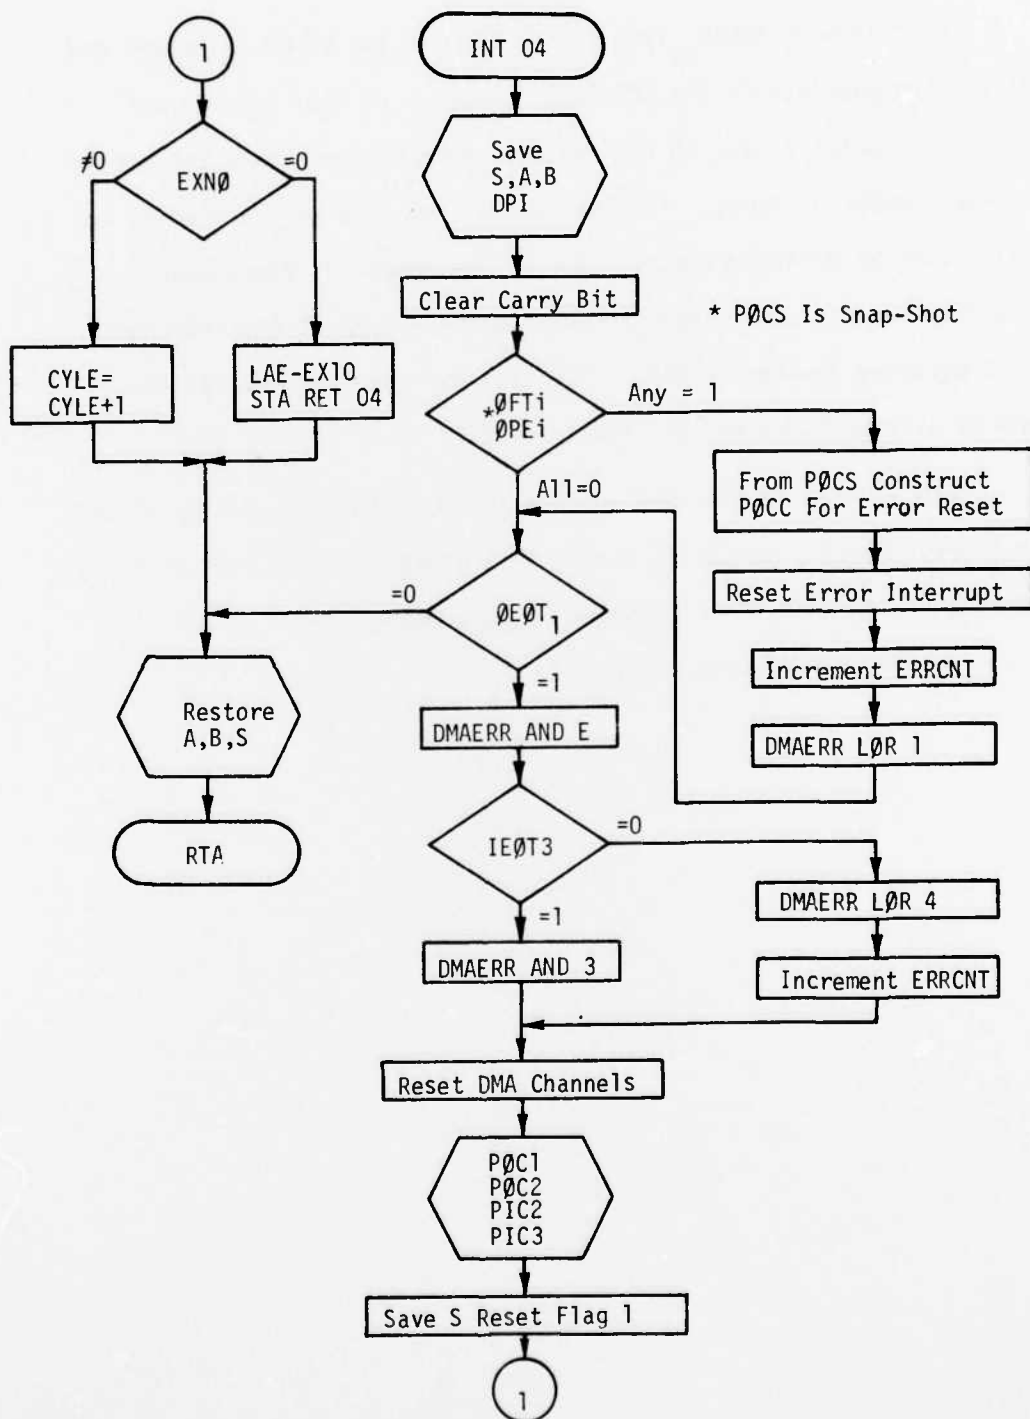 1
INT 04
Save
S,A,B
DPI
≠0
EXNØ
=0
Clear Carry Bit
* PØCS Is Snap-Shot
CYLE=
CYLE+1
LAE-EX10
STA RET 04
*ØFTi
ØPEi
Any = 1
All=0
From PØCS Construct
PØCC For Error Reset
Reset Error Interrupt
=0
ØEØT1
=1
Increment ERRCNT
Restore
A,B,S
DMAERR AND E
DMAERR LØR 1
RTA
IEØT3
=0
=1
DMAERR LØR 4
DMAERR AND 3
Increment ERRCNT
Reset DMA Channels
PØC1
PØC2
PIC2
PIC3
Save S Reset Flag 1
1